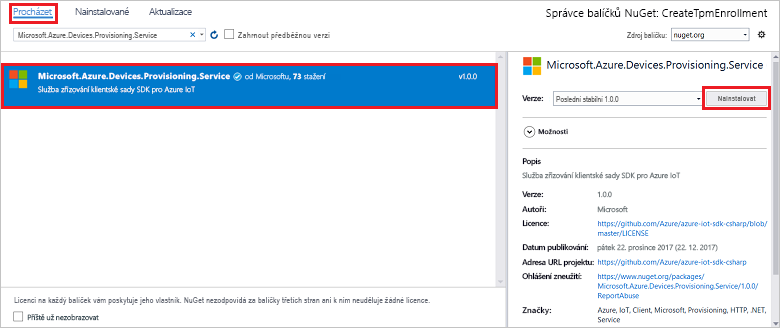 Procházet Nainstalované Aktualizace
Správce balíčků NuGet: CreateTpmEnrollment
Microsoft.Azure.Devices.Provisioning.Service
Zahrnout předběžnou verzi
Zdroj balíčku: nuget.org
Microsoft.Azure.Devices.Provisioning.Service od Microsoftu, 73 stažení v1.0.0
Služba zřizování klientské sady SDK pro Azure IoT
Microsoft.Azure.Devices.Provisioning.Service
Verze: Poslední stabilní 1.0.0 Nainstalovat
Možnosti
Popis
Služba zřizování klientské sady SDK pro Azure IoT
Verze: 1.0.0
Autoři: Microsoft
Licence: https://github.com/Azure/azure-iot-sdk-csharp/blob/
master/LICENSE
Datum publikování: pátek 22. prosince 2017 (22. 12. 2017)
Adresa URL projektu: https://github.com/Azure/azure-iot-sdk-csharp
Ohlášení zneužití: https://www.nuget.org/packages/
Microsoft.Azure.Devices.Provisioning.Service/1.0.0/
ReportAbuse
Značky: Azure, IoT, Client, Microsoft, Provisioning, HTTP, .NET,
Service
Licenci na každý balíček vám poskytuje jeho vlastník. NuGet nezodpovídá za balíčky třetích stran ani k nim neuděluje žádné licence.
Příště už nezobrazovat